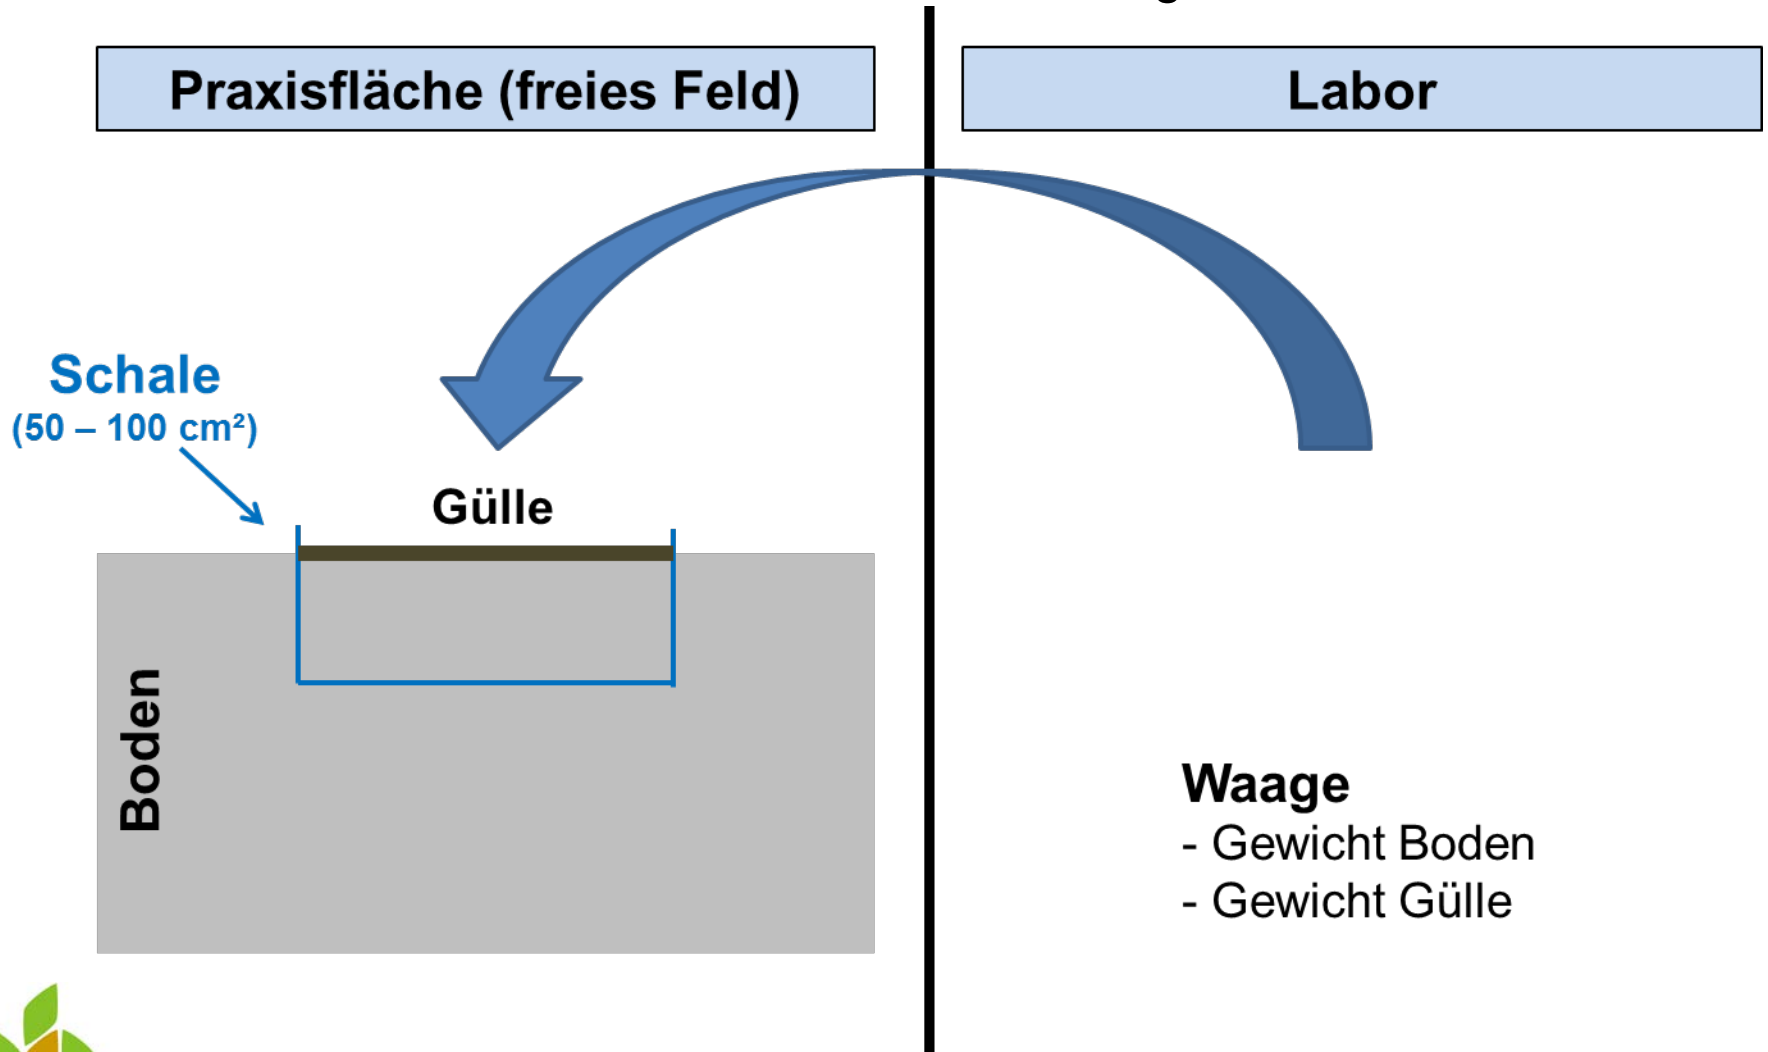 Praxisfläche (freies Feld)
Labor
Schale
(50 – 100 cm²)
Gülle
Boden
Waage
- Gewicht Boden
- Gewicht Gülle